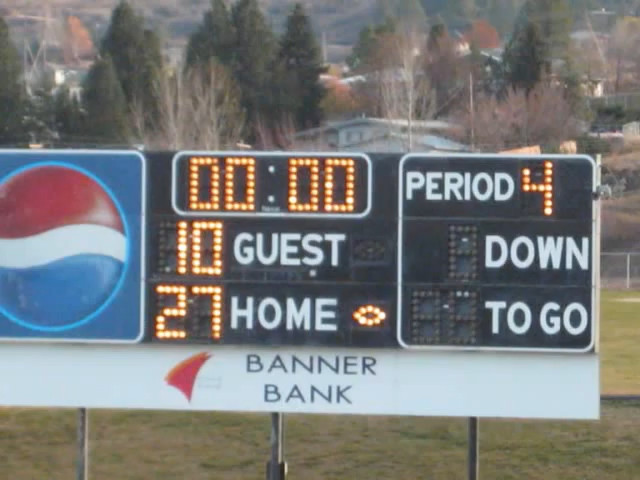 00:00
PERIOD 4
10 GUEST
DOWN
27 HOME
TO GO
BANNER
BANK